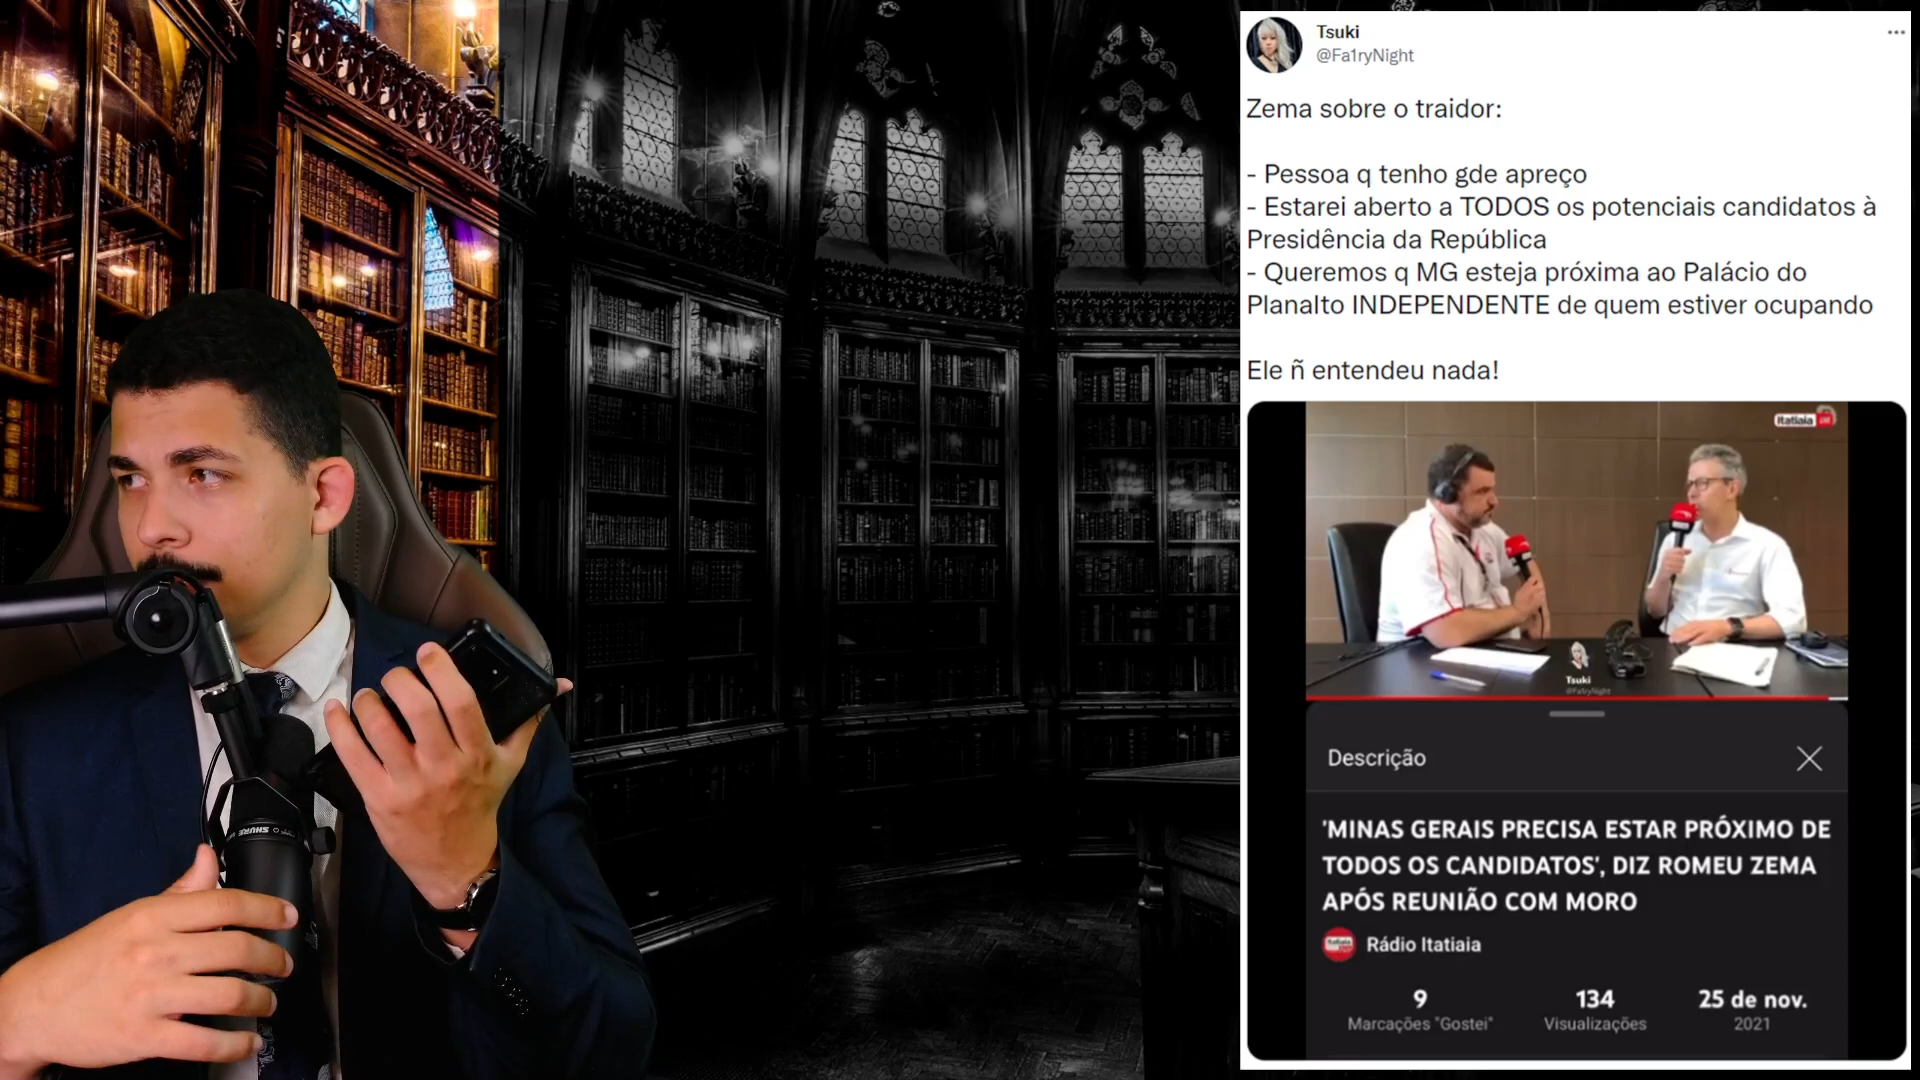 Tsuki
@Fa1ryNight
Zema sobre o traidor:
- Pessoa q tenho gde apreço
- Estarei aberto a TODOS os potenciais candidatos à
Presidência da República
- Queremos q MG esteja próxima ao Palácio do
Planalto INDEPENDENTE de quem estiver ocupando
Ele ñ entendeu nada!
Itatiaia
Tsuki
@Fa1ryNight
Descrição
'MINAS GERAIS PRECISA ESTAR PRÓXIMO DE
TODOS OS CANDIDATOS', DIZ ROMEU ZEMA
APÓS REUNIÃO COM MORO
Rádio Itatiaia
9
Marcações "Gostei"
134
Visualizações
25 de nov.
2021
SHURE